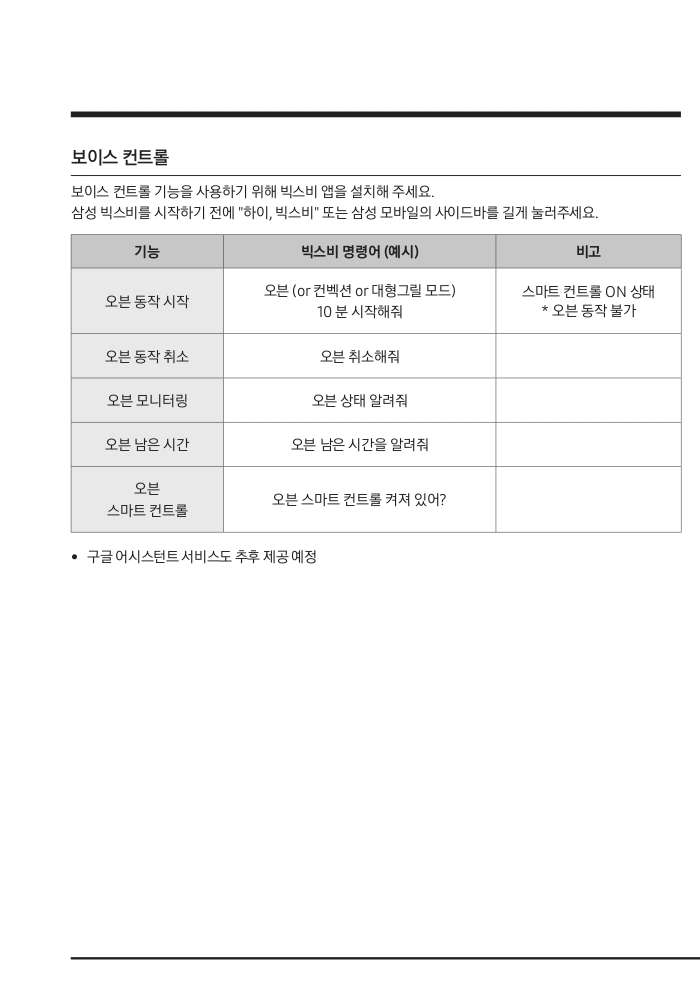 보이스 컨트롤
보이스 컨트롤 기능을 사용하기 위해 빅스비 앱을 설치해 주세요.
삼성 빅스비를 시작하기 전에 "하이, 빅스비" 또는 삼성 모바일의 사이드바를 길게 눌러주세요.
기능 빅스비 명령어 (예시) 비고
오븐 동작 시작
오븐 (or 컨벡션 or 대형그릴 모드)
10 분 시작해줘
스마트 컨트롤 ON 상태
* 오븐 동작 불가
오븐 동작 취소 오븐 취소해줘
오븐 모니터링 오븐 상태 알려줘
오븐 남은 시간 오븐 남은 시간을 알려줘
오븐
스마트 컨트롤
오븐 스마트 컨트롤 켜져 있어?
• 구글 어시스턴트 서비스도 추후 제공 예정